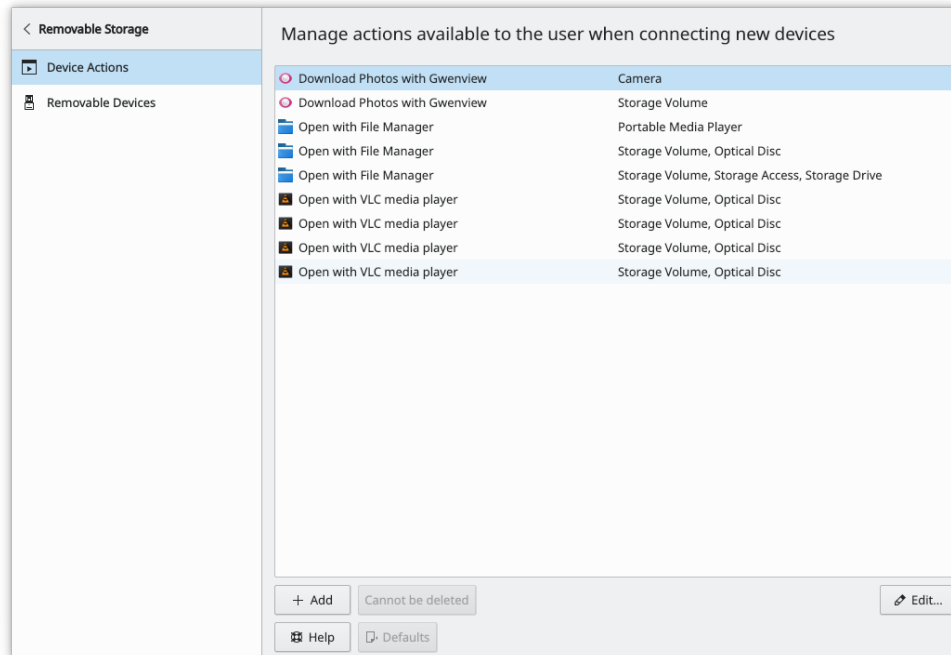 Removable Storage
Device Actions
Removable Devices
Manage actions available to the user when connecting new devices
Download Photos with Gwenview Camera
Download Photos with Gwenview Storage Volume
Open with File Manager Portable Media Player
Open with File Manager Storage Volume, Optical Disc
Open with File Manager Storage Volume, Storage Access, Storage Drive
Open with VLC media player Storage Volume, Optical Disc
Open with VLC media player Storage Volume, Optical Disc
Open with VLC media player Storage Volume, Optical Disc
Open with VLC media player Storage Volume, Optical Disc
Add Cannot be deleted Edit...
Help Defaults